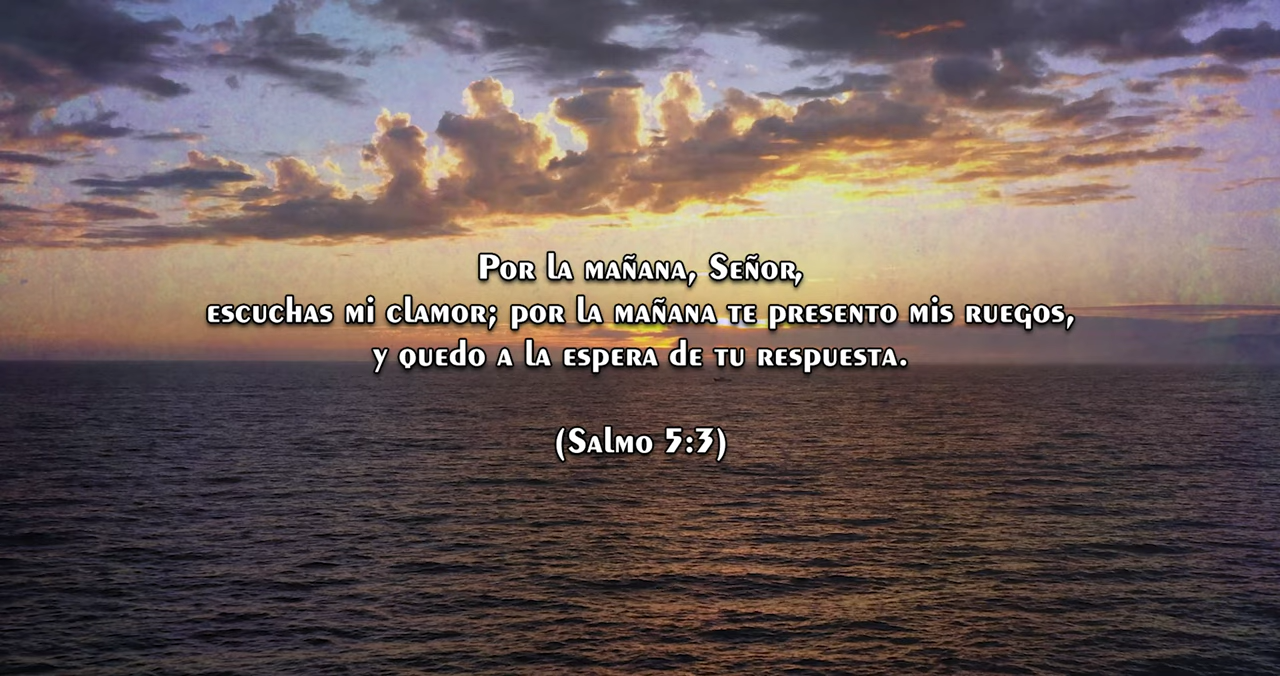 Por la mañana, Señor,
escuchas mi clamor; por la mañana te presento mis ruegos,
y quedo a la espera de tu respuesta.
(Salmo 5:3)